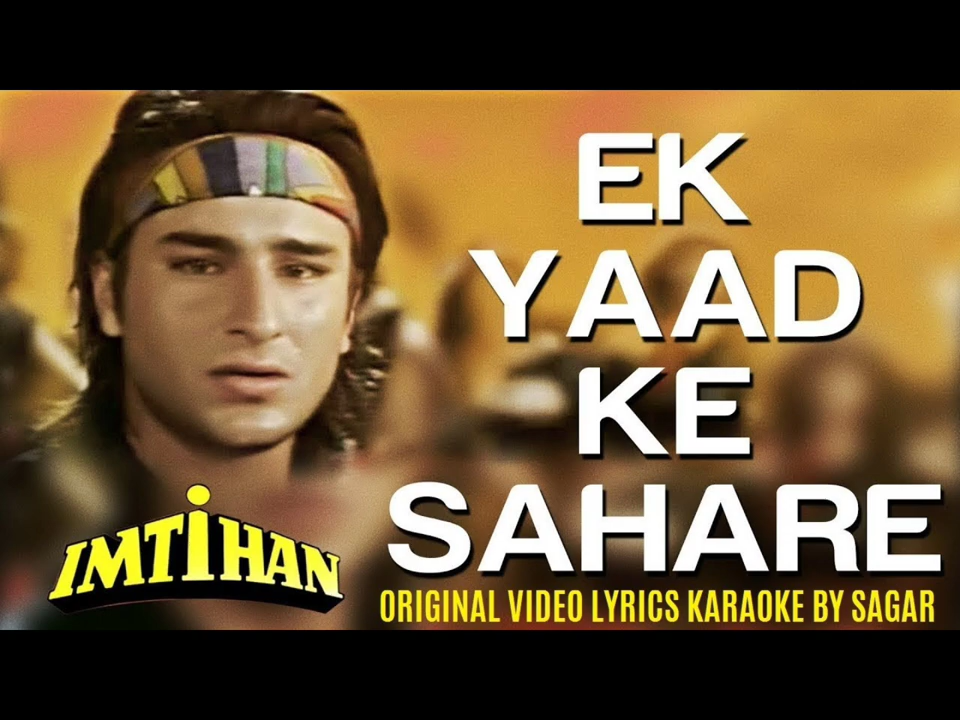 EK
YAAD
KE
SAHARE
IMTiHAN
ORIGINAL VIDEO LYRICS KARAOKE BY SAGAR